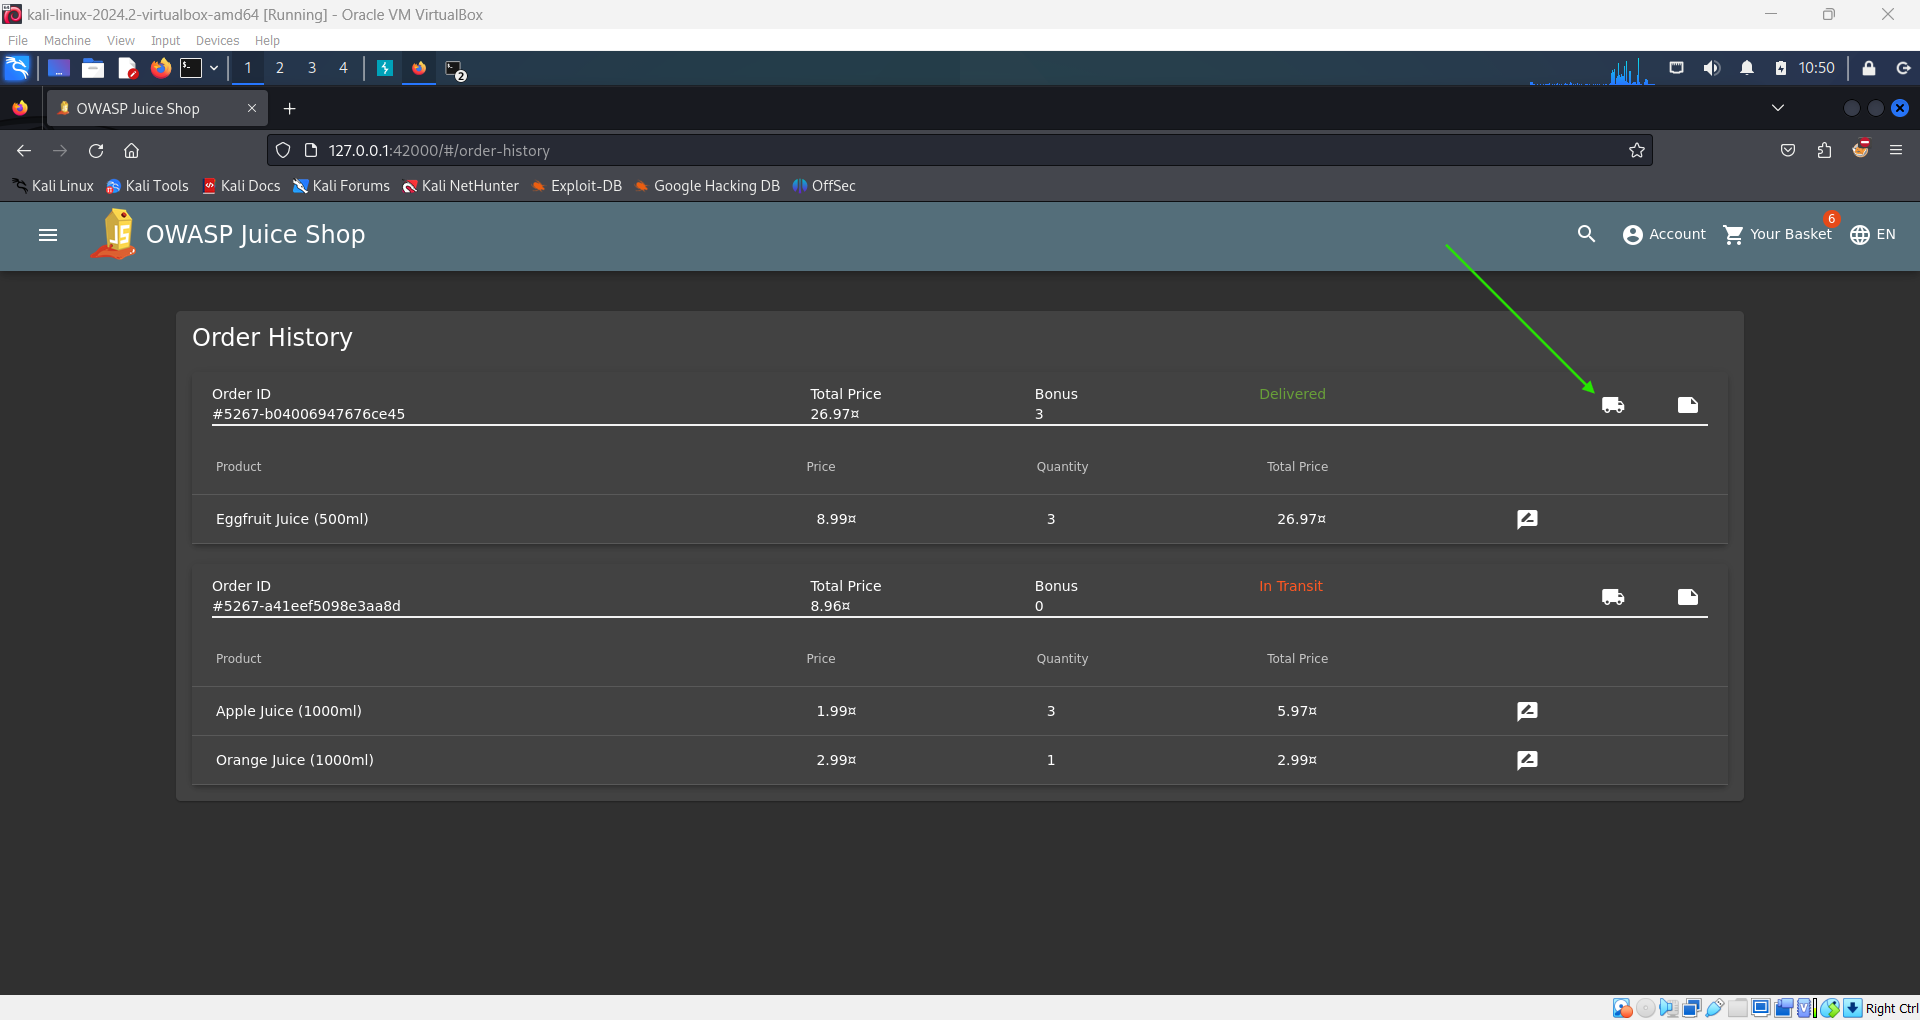 kali-linux-2024.2-virtualbox-amd64 [Running] - Oracle VM VirtualBox
File Machine View Input Devices Help
1 2 3 4 2 10:50
OWASP Juice Shop
127.0.0.1:42000/#/order-history
Kali Linux Kali Tools Kali Docs Kali Forums Kali NetHunter Exploit-DB Google Hacking DB OffSec
JS OWASP Juice Shop Account Your Basket 6 EN
Order History
Order ID Total Price Bonus Delivered
#5267-b04006947676ce45 26.97¤ 3
Product Price Quantity Total Price
Eggfruit Juice (500ml) 8.99¤ 3 26.97¤
Order ID Total Price Bonus In Transit
#5267-a41eef5098e3aa8d 8.96¤ 0
Product Price Quantity Total Price
Apple Juice (1000ml) 1.99¤ 3 5.97¤
Orange Juice (1000ml) 2.99¤ 1 2.99¤
Right Ctrl